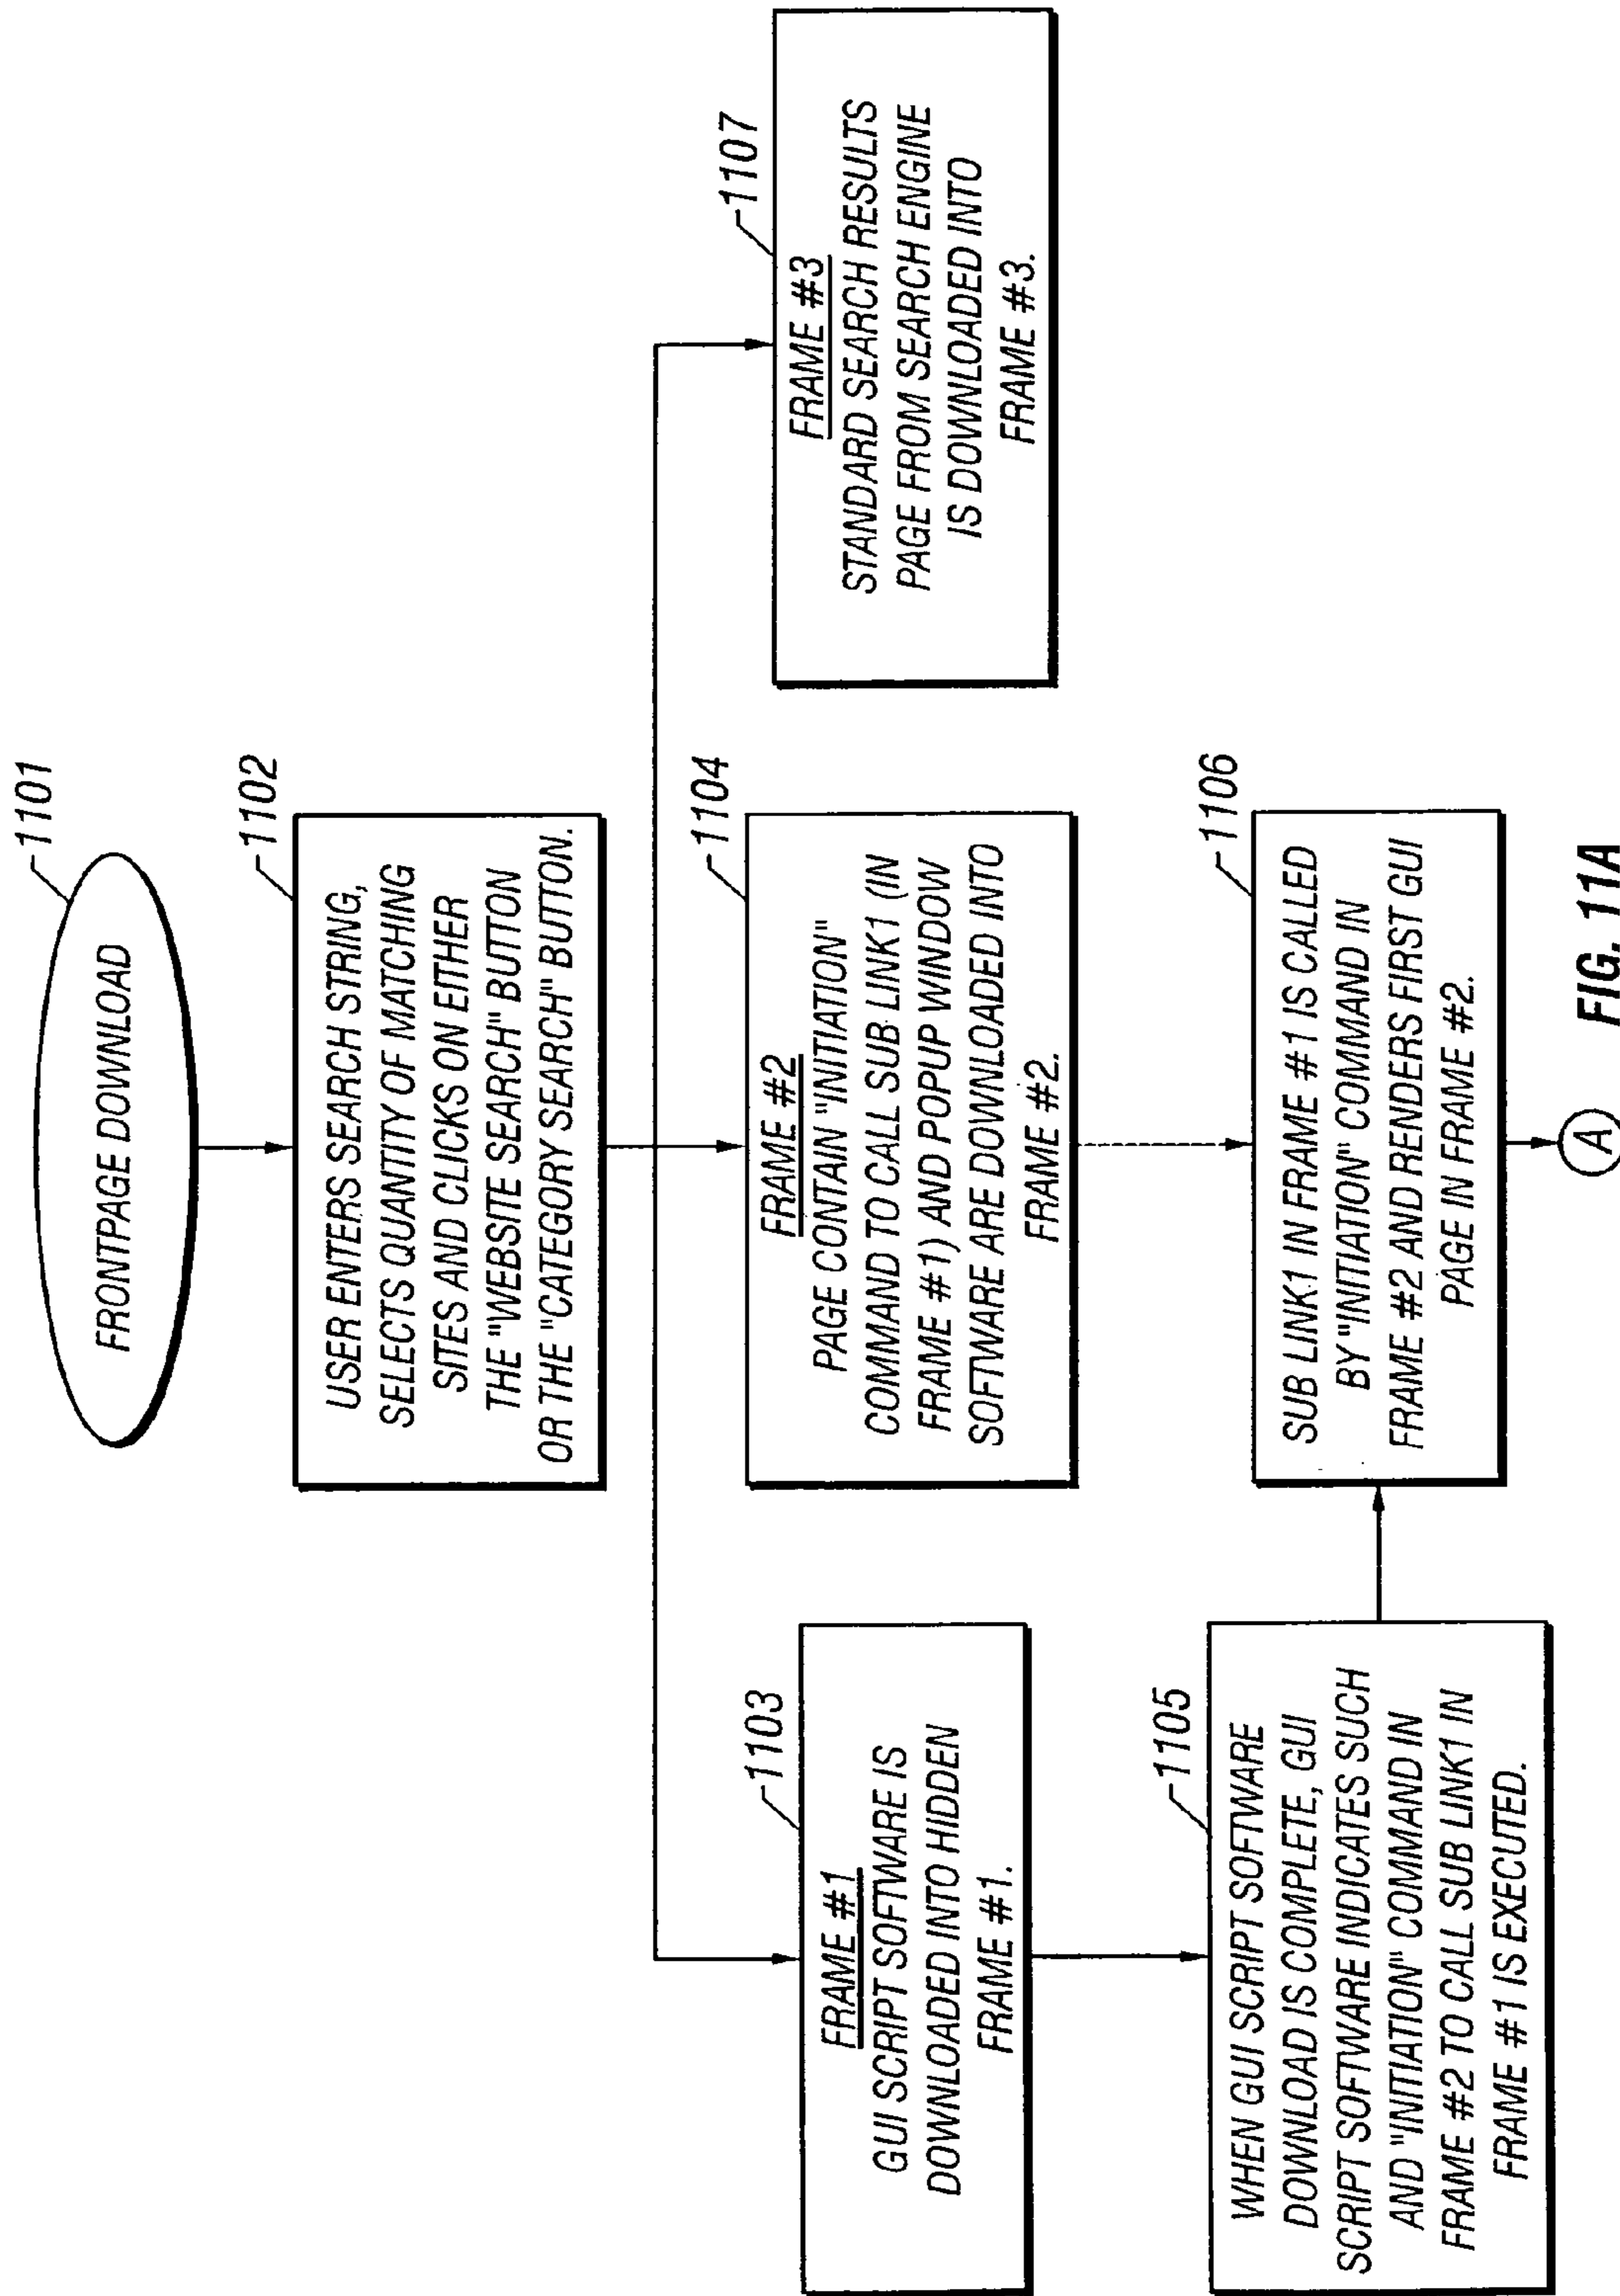 1101
FRONTPAGE DOWNLOAD
1102
USER ENTERS SEARCH STRING,
SELECTS QUANTITY OF MATCHING
SITES AND CLICKS ON EITHER
THE "WEBSITE SEARCH" BUTTON
OR THE "CATEGORY SEARCH" BUTTON.
1103
FRAME #1
GUI SCRIPT SOFTWARE IS
DOWNLOADED INTO HIDDEN
FRAME #1.
1104
FRAME #2
PAGE CONTAIN "INITIATION"
COMMAND TO CALL SUB LINK1 (IN
FRAME #1) AND POPUP WINDOW
SOFTWARE ARE DOWNLOADED INTO
FRAME #2.
1107
FRAME #3
STANDARD SEARCH RESULTS
PAGE FROM SEARCH ENGINE
IS DOWNLOADED INTO
FRAME #3.
1105
WHEN GUI SCRIPT SOFTWARE
DOWNLOAD IS COMPLETE, GUI
SCRIPT SOFTWARE INDICATES SUCH
AND "INITIATION" COMMAND IN
FRAME #2 TO CALL SUB LINK1 IN
FRAME #1 IS EXECUTED.
1106
SUB LINK1 IN FRAME #1 IS CALLED
BY "INITIATION" COMMAND IN
FRAME #2 AND RENDERS FIRST GUI
PAGE IN FRAME #2.
A
FIG. 11A